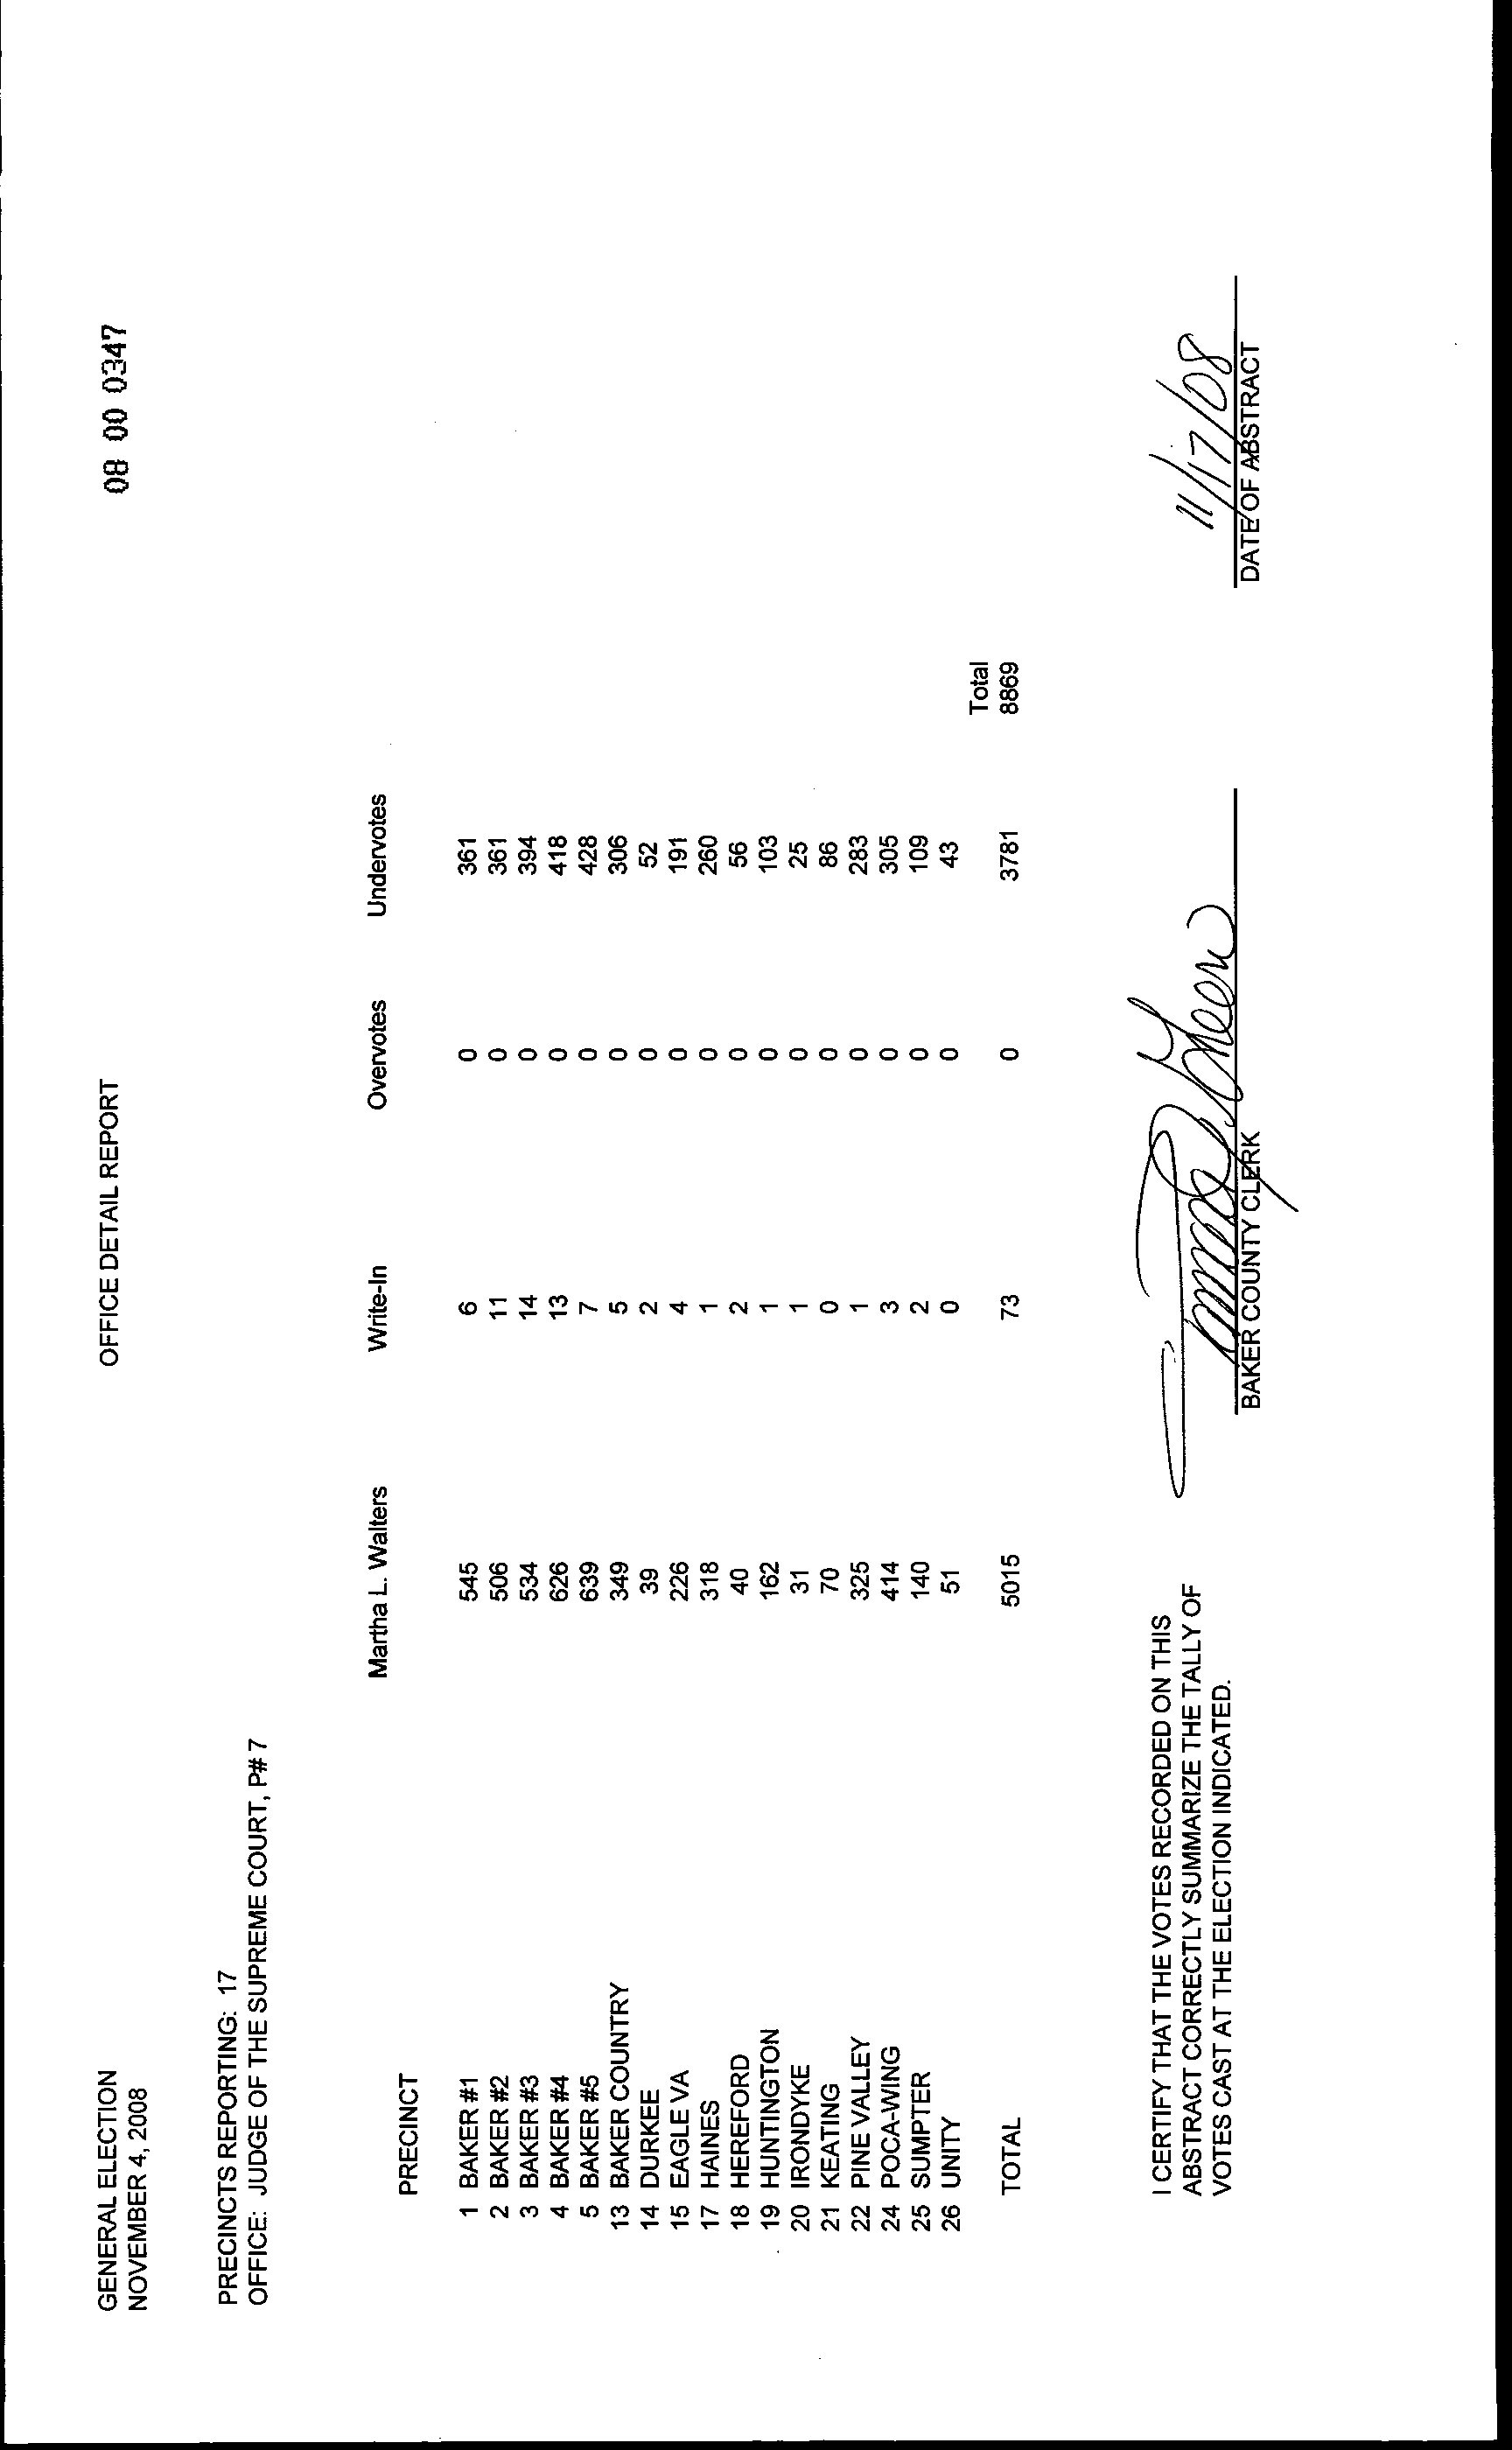 08 00 0347
GENERAL ELECTION OFFICE DETAIL REPORT
NOVEMBER 4, 2008
PRECINCTS REPORTING: 17
OFFICE: JUDGE OF THE SUPREME COURT, P# 7
Martha L. Walters Write-In Overvotes Undervotes
PRECINCT
1 BAKER #1 545 6 0 361
2 BAKER #2 506 11 0 361
3 BAKER #3 534 14 0 394
4 BAKER #4 626 13 0 418
5 BAKER #5 639 7 0 428
13 BAKER COUNTRY 349 5 0 306
14 DURKEE 39 2 0 52
15 EAGLE VA 226 4 0 191
17 HAINES 318 1 0 260
18 HEREFORD 40 2 0 56
19 HUNTINGTON 162 1 0 103
20 IRONDYKE 31 1 0 25
21 KEATING 70 0 0 86
22 PINE VALLEY 325 1 0 283
24 POCA-WING 414 3 0 305
25 SUMPTER 140 2 0 109
26 UNITY 51 0 0 43
Total
TOTAL 5015 73 0 3781 8869
I CERTIFY THAT THE VOTES RECORDED ON THIS
ABSTRACT CORRECTLY SUMMARIZE THE TALLY OF
VOTES CAST AT THE ELECTION INDICATED.
11/17/08
BAKER COUNTY CLERK DATE OF ABSTRACT